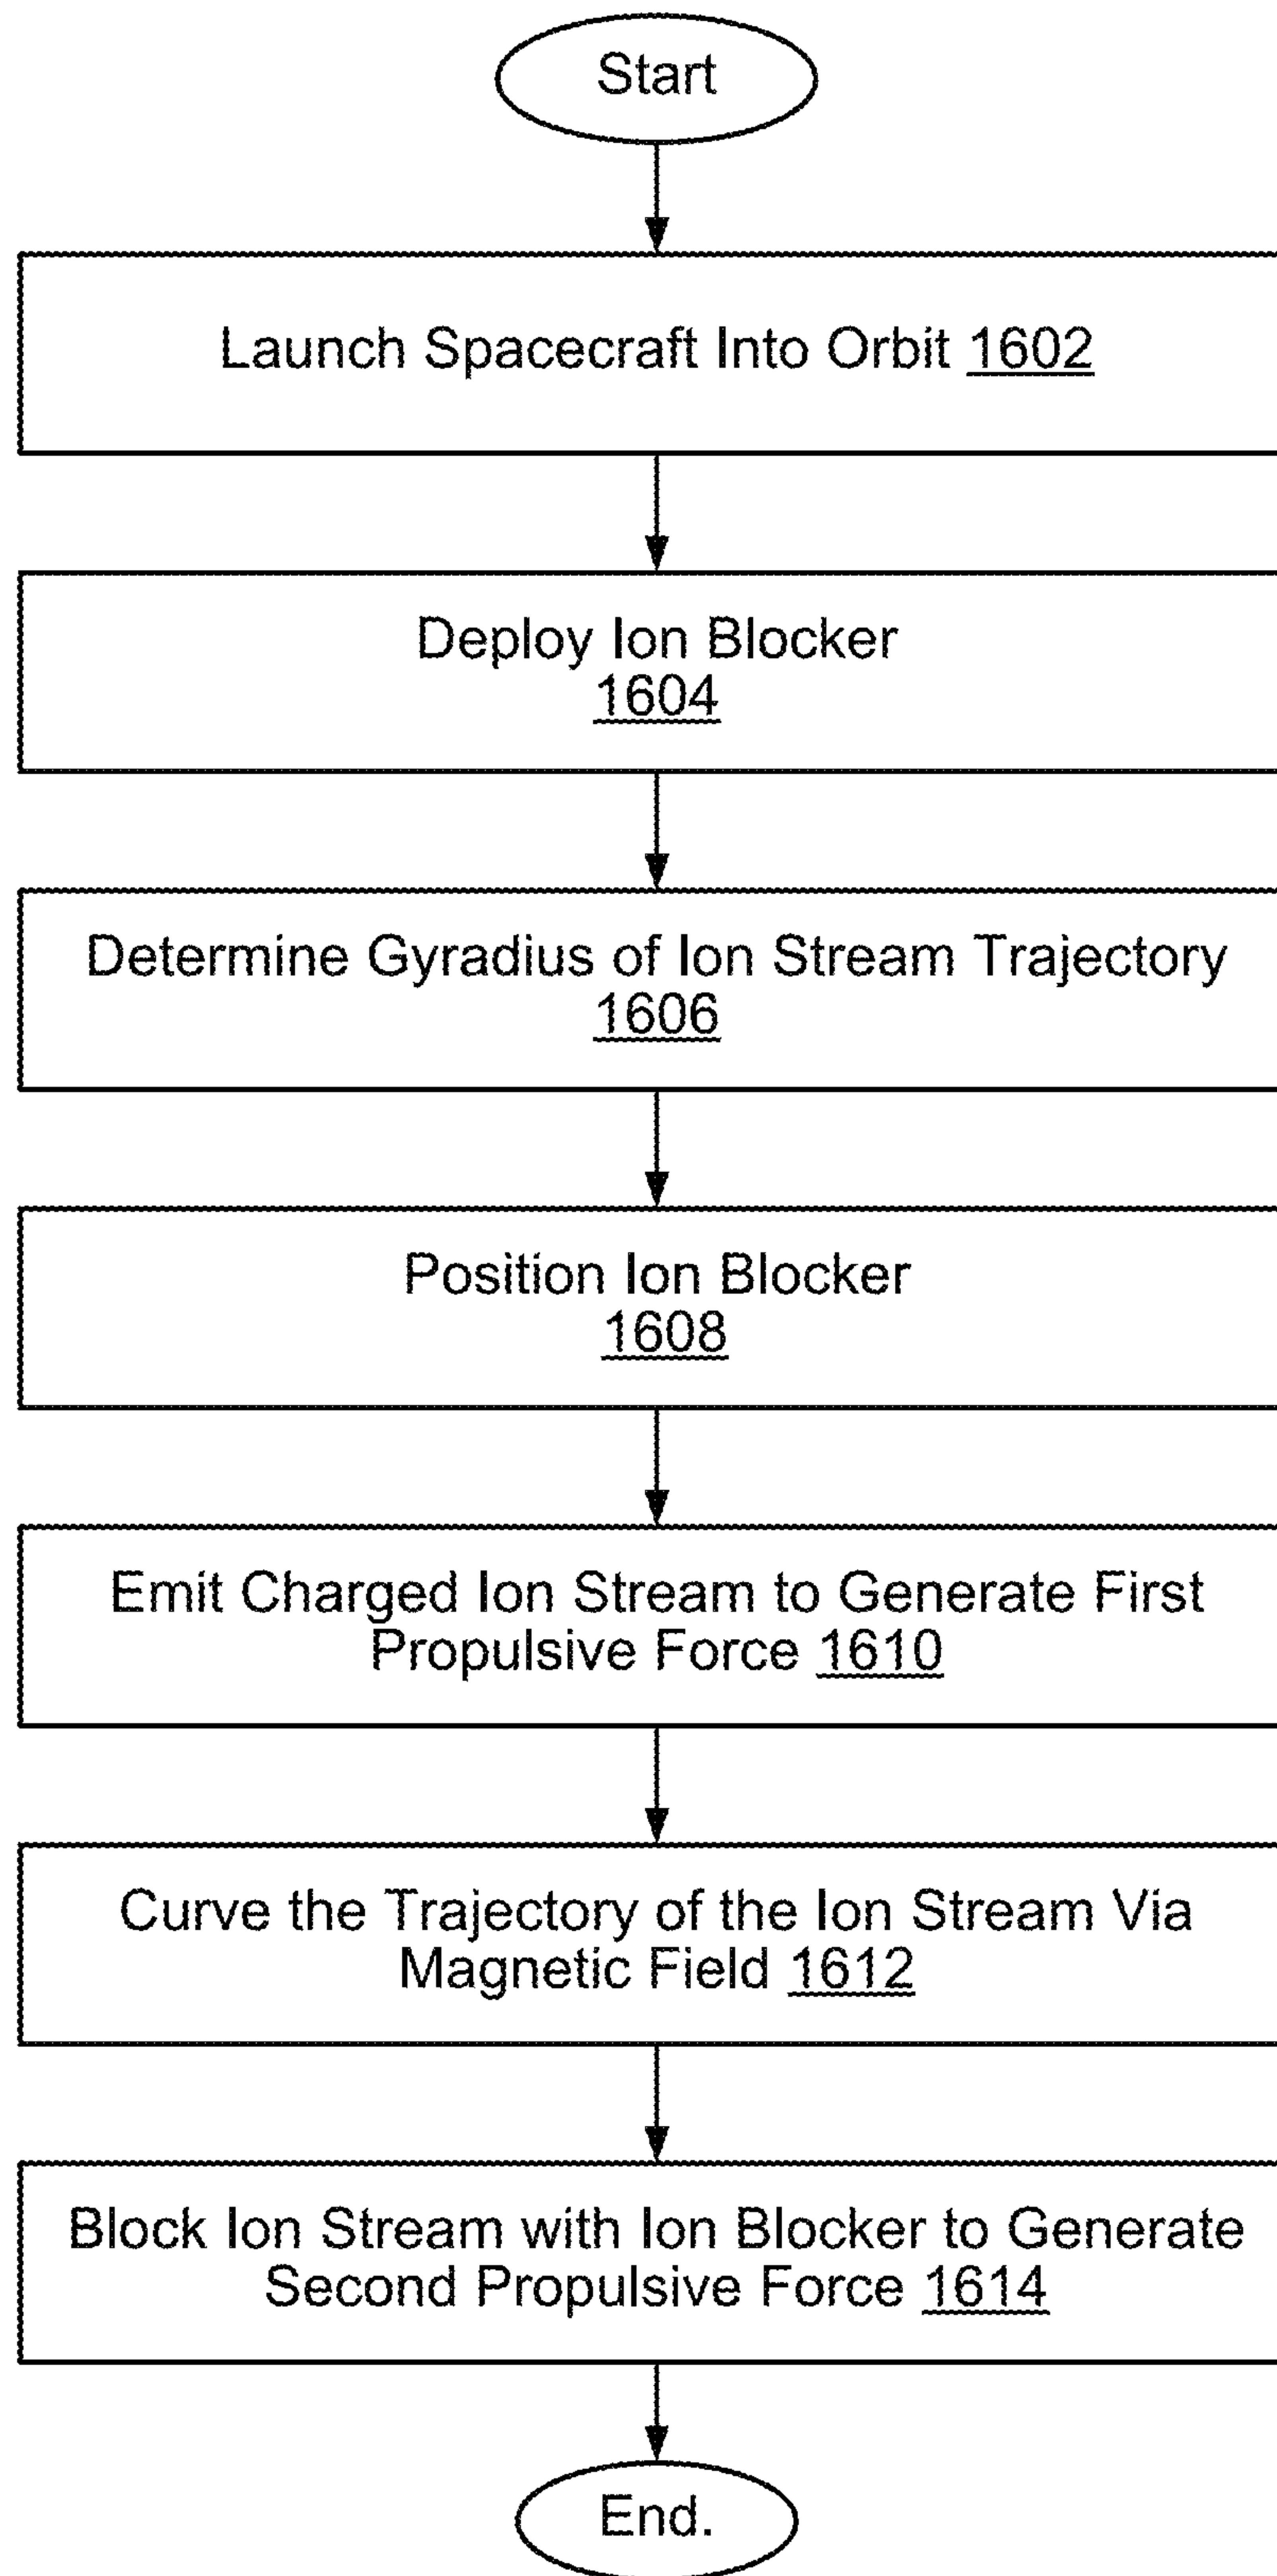 Start
Launch Spacecraft Into Orbit 1602
Deploy Ion Blocker
1604
Determine Gyradius of Ion Stream Trajectory
1606
Position Ion Blocker
1608
Emit Charged Ion Stream to Generate First
Propulsive Force 1610
Curve the Trajectory of the Ion Stream Via
Magnetic Field 1612
Block Ion Stream with Ion Blocker to Generate
Second Propulsive Force 1614
End.